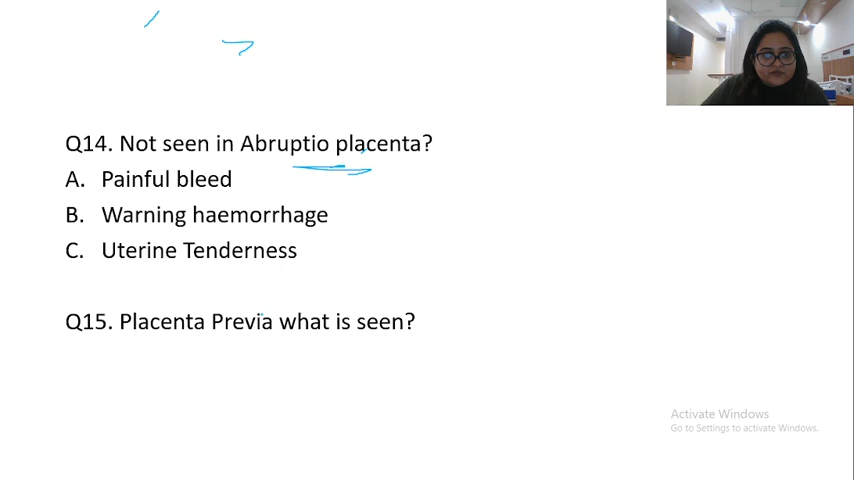 Q14. Not seen in Abruptio placenta?
A. Painful bleed
B. Warning haemorrhage
C. Uterine Tenderness
Q15. Placenta Previa what is seen?
Activate Windows
Go to Settings to activate Windows.